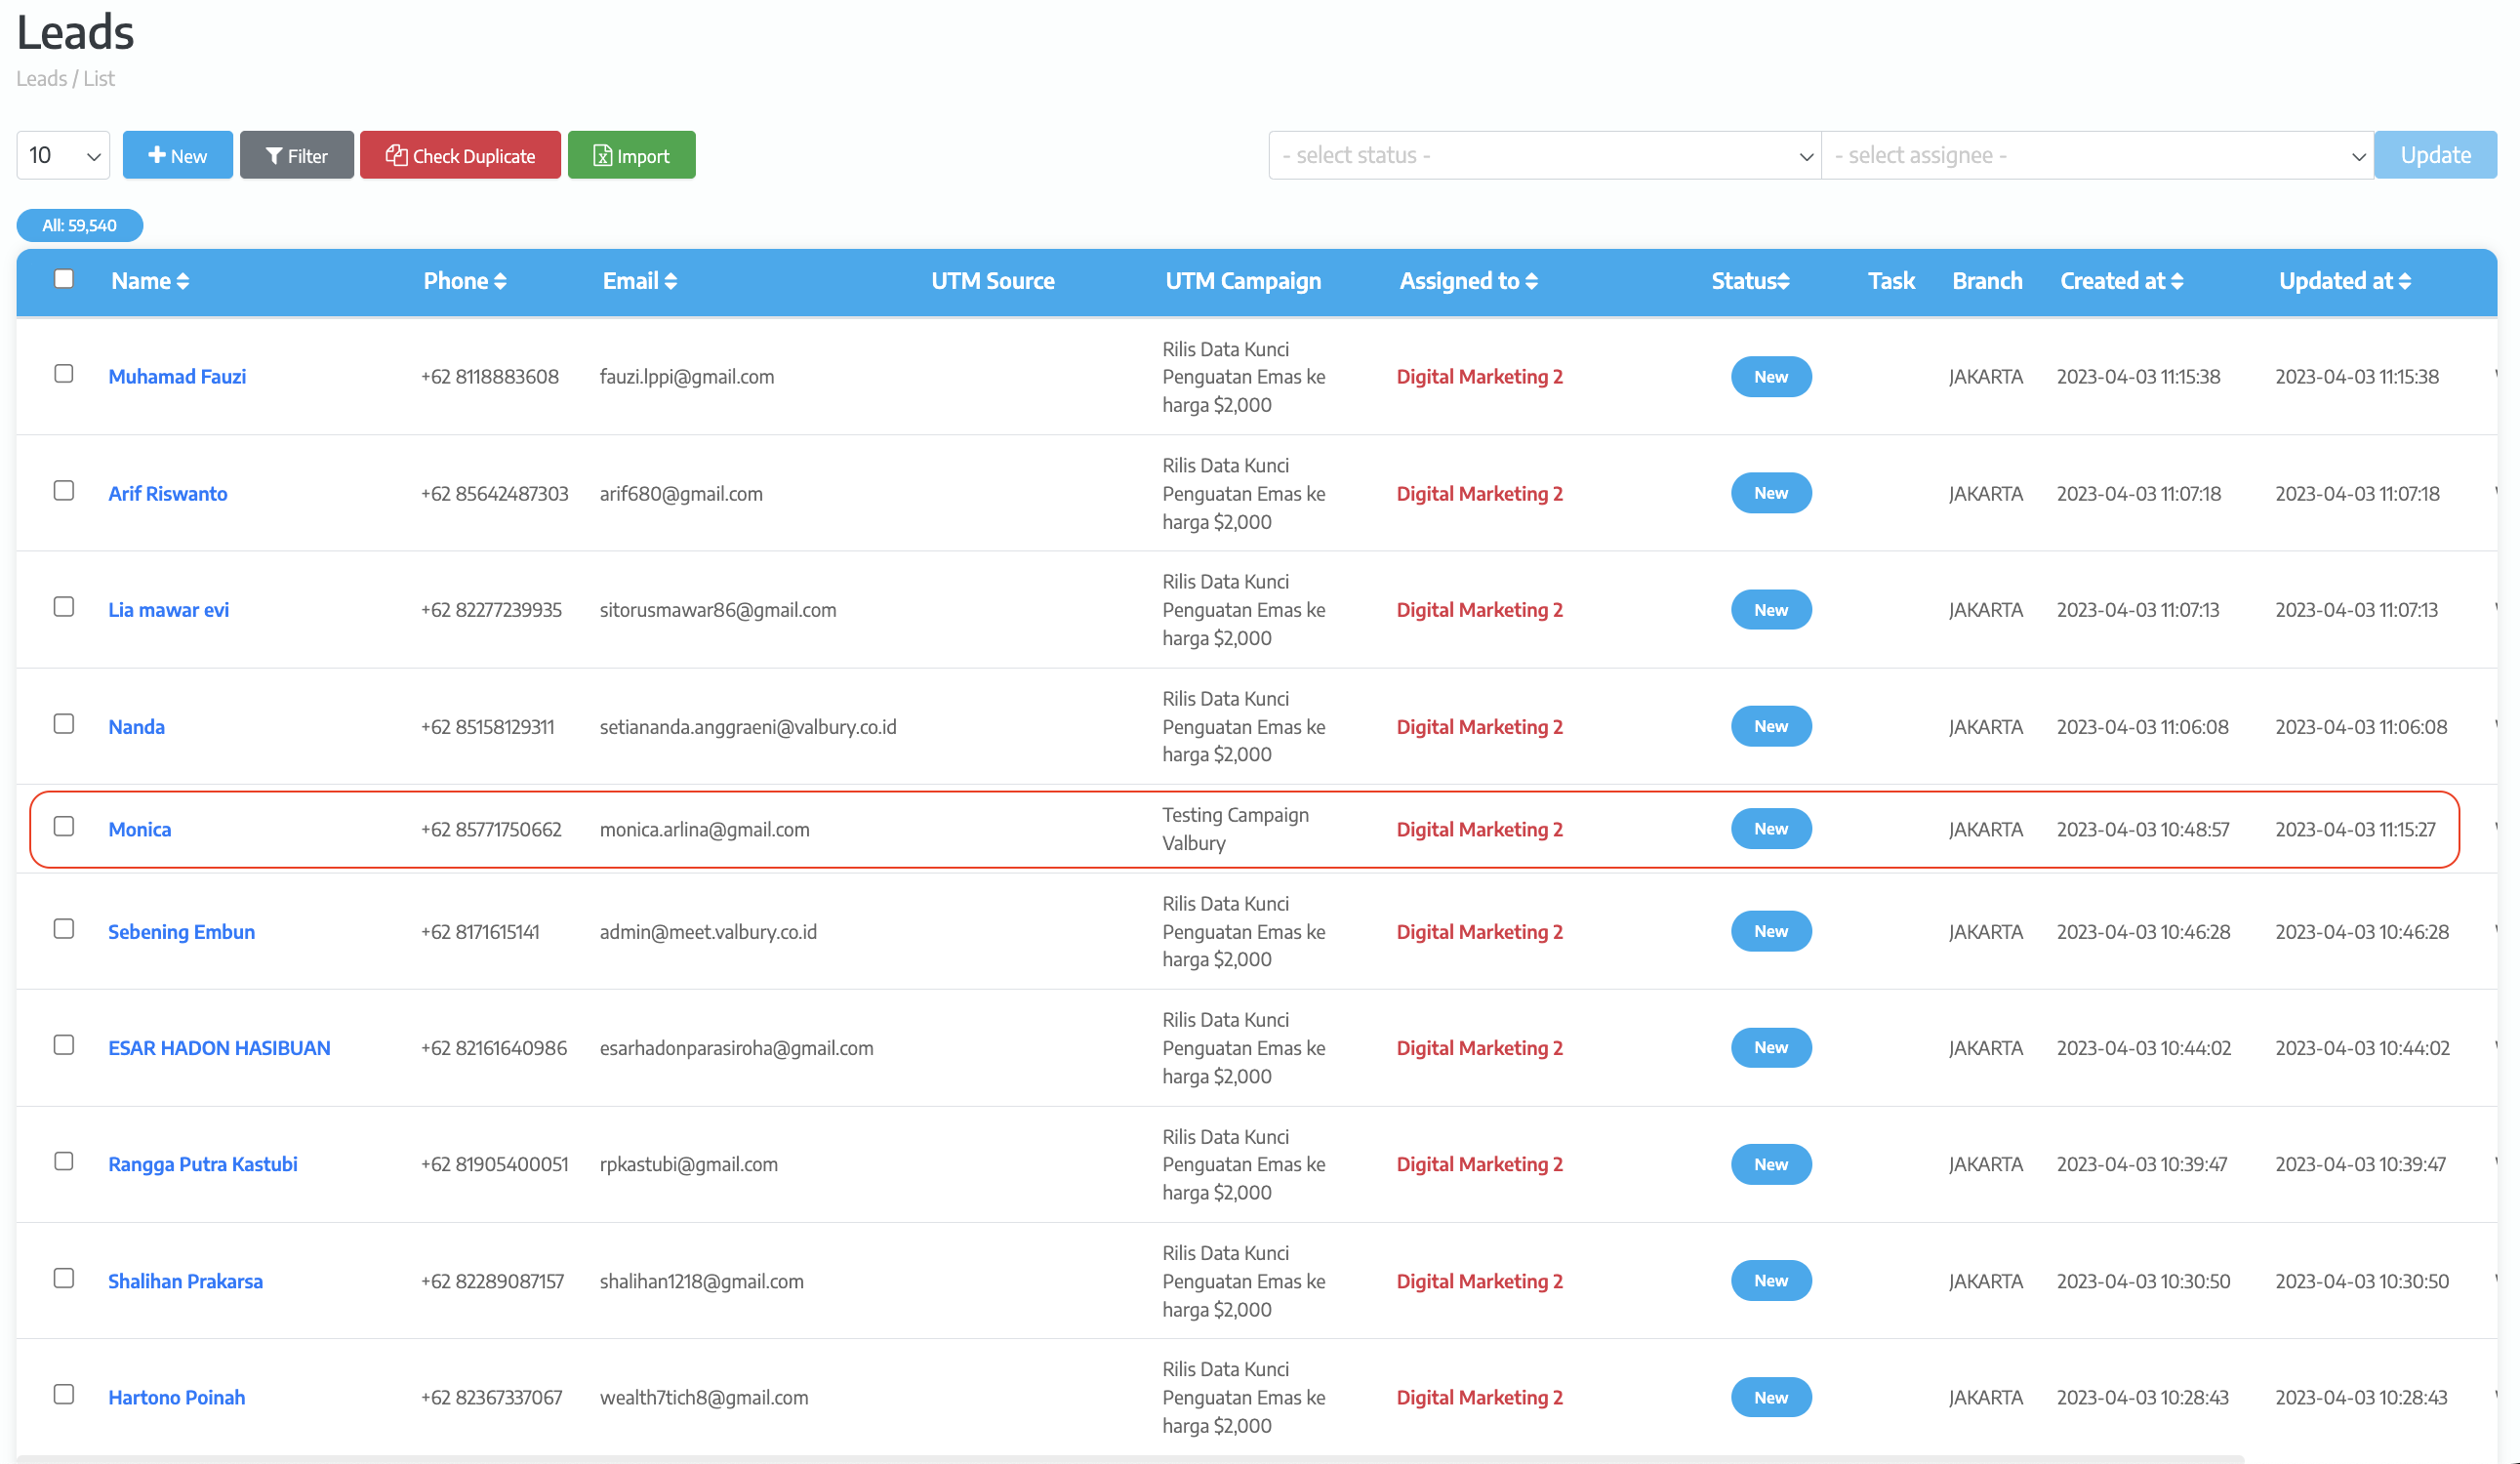 Leads
Leads / List
10 New Filter Check Duplicate Import - select status - - select assignee - Update
All: 59,540
Name Phone Email UTM Source UTM Campaign Assigned to Status Task Branch Created at Updated at
Muhamad Fauzi +62 8118883608 fauzi.lppi@gmail.com Rilis Data Kunci Penguatan Emas ke harga $2,000 Digital Marketing 2 New JAKARTA 2023-04-03 11:15:38 2023-04-03 11:15:38
Arif Riswanto +62 85642487303 arif680@gmail.com Rilis Data Kunci Penguatan Emas ke harga $2,000 Digital Marketing 2 New JAKARTA 2023-04-03 11:07:18 2023-04-03 11:07:18
Lia mawar evi +62 82277239935 sitorusmawar86@gmail.com Rilis Data Kunci Penguatan Emas ke harga $2,000 Digital Marketing 2 New JAKARTA 2023-04-03 11:07:13 2023-04-03 11:07:13
Nanda +62 85158129311 setiananda.anggraeni@valbury.co.id Rilis Data Kunci Penguatan Emas ke harga $2,000 Digital Marketing 2 New JAKARTA 2023-04-03 11:06:08 2023-04-03 11:06:08
Monica +62 85771750662 monica.arlina@gmail.com Testing Campaign Valbury Digital Marketing 2 New JAKARTA 2023-04-03 10:48:57 2023-04-03 11:15:27
Sebening Embun +62 8171615141 admin@meet.valbury.co.id Rilis Data Kunci Penguatan Emas ke harga $2,000 Digital Marketing 2 New JAKARTA 2023-04-03 10:46:28 2023-04-03 10:46:28
ESAR HADON HASIBUAN +62 82161640986 esarhadonparasiroha@gmail.com Rilis Data Kunci Penguatan Emas ke harga $2,000 Digital Marketing 2 New JAKARTA 2023-04-03 10:44:02 2023-04-03 10:44:02
Rangga Putra Kastubi +62 81905400051 rpkastubi@gmail.com Rilis Data Kunci Penguatan Emas ke harga $2,000 Digital Marketing 2 New JAKARTA 2023-04-03 10:39:47 2023-04-03 10:39:47
Shalihan Prakarsa +62 82289087157 shalihan1218@gmail.com Rilis Data Kunci Penguatan Emas ke harga $2,000 Digital Marketing 2 New JAKARTA 2023-04-03 10:30:50 2023-04-03 10:30:50
Hartono Poinah +62 82367337067 wealth7tich8@gmail.com Rilis Data Kunci Penguatan Emas ke harga $2,000 Digital Marketing 2 New JAKARTA 2023-04-03 10:28:43 2023-04-03 10:28:43